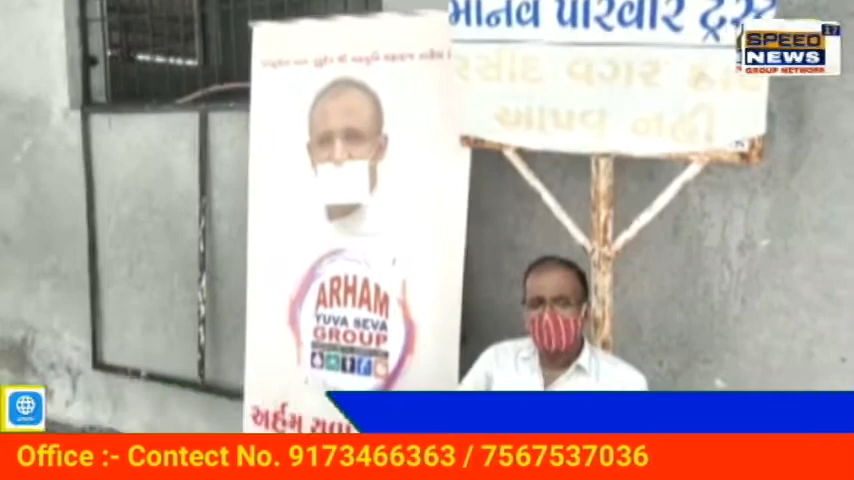 માનવ પરિવાર ટ્રસ્ટ
SPEED 17
NEWS
GROUP NETWORK
રસીદ વગર
આપવુ નહી
ARHAM
YUVA SEVA
GROUP
અર્હમ યુવા
Office :- Contect No. 9173466363 / 7567537036